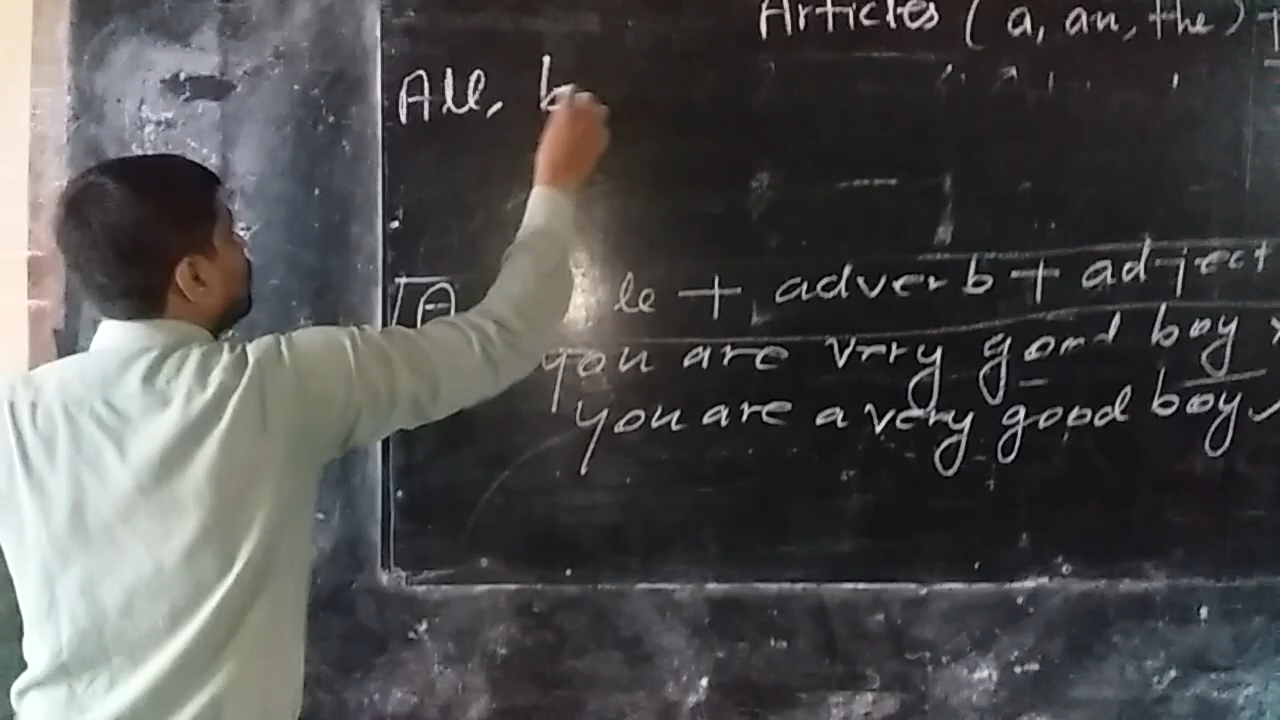 Articles (a, an, the) +
All, b
A le + adverb + adject
you are very good boy ×
you are a very good boy ✓